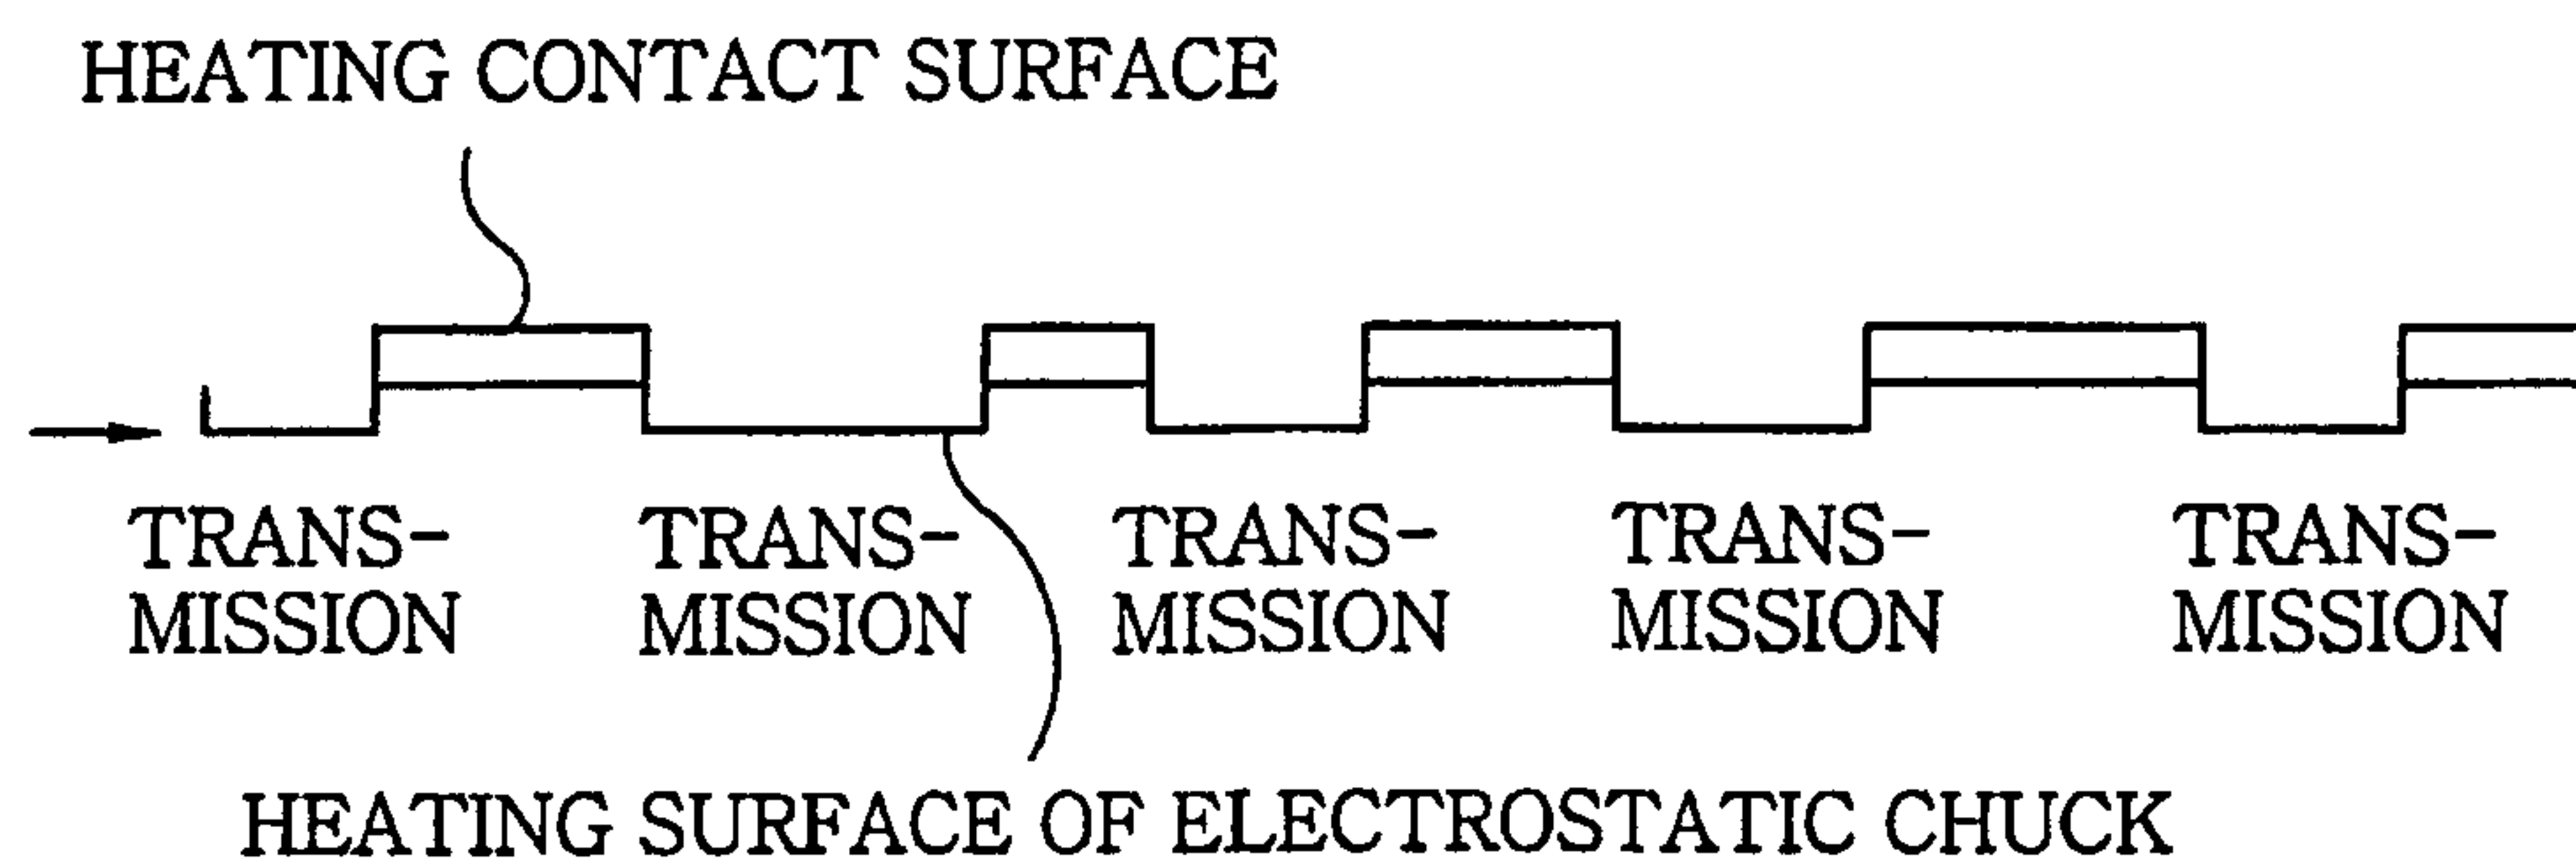 HEATING CONTACT SURFACE
TRANS- TRANS- TRANS- TRANS- TRANS-
MISSION MISSION MISSION MISSION MISSION
HEATING SURFACE OF ELECTROSTATIC CHUCK